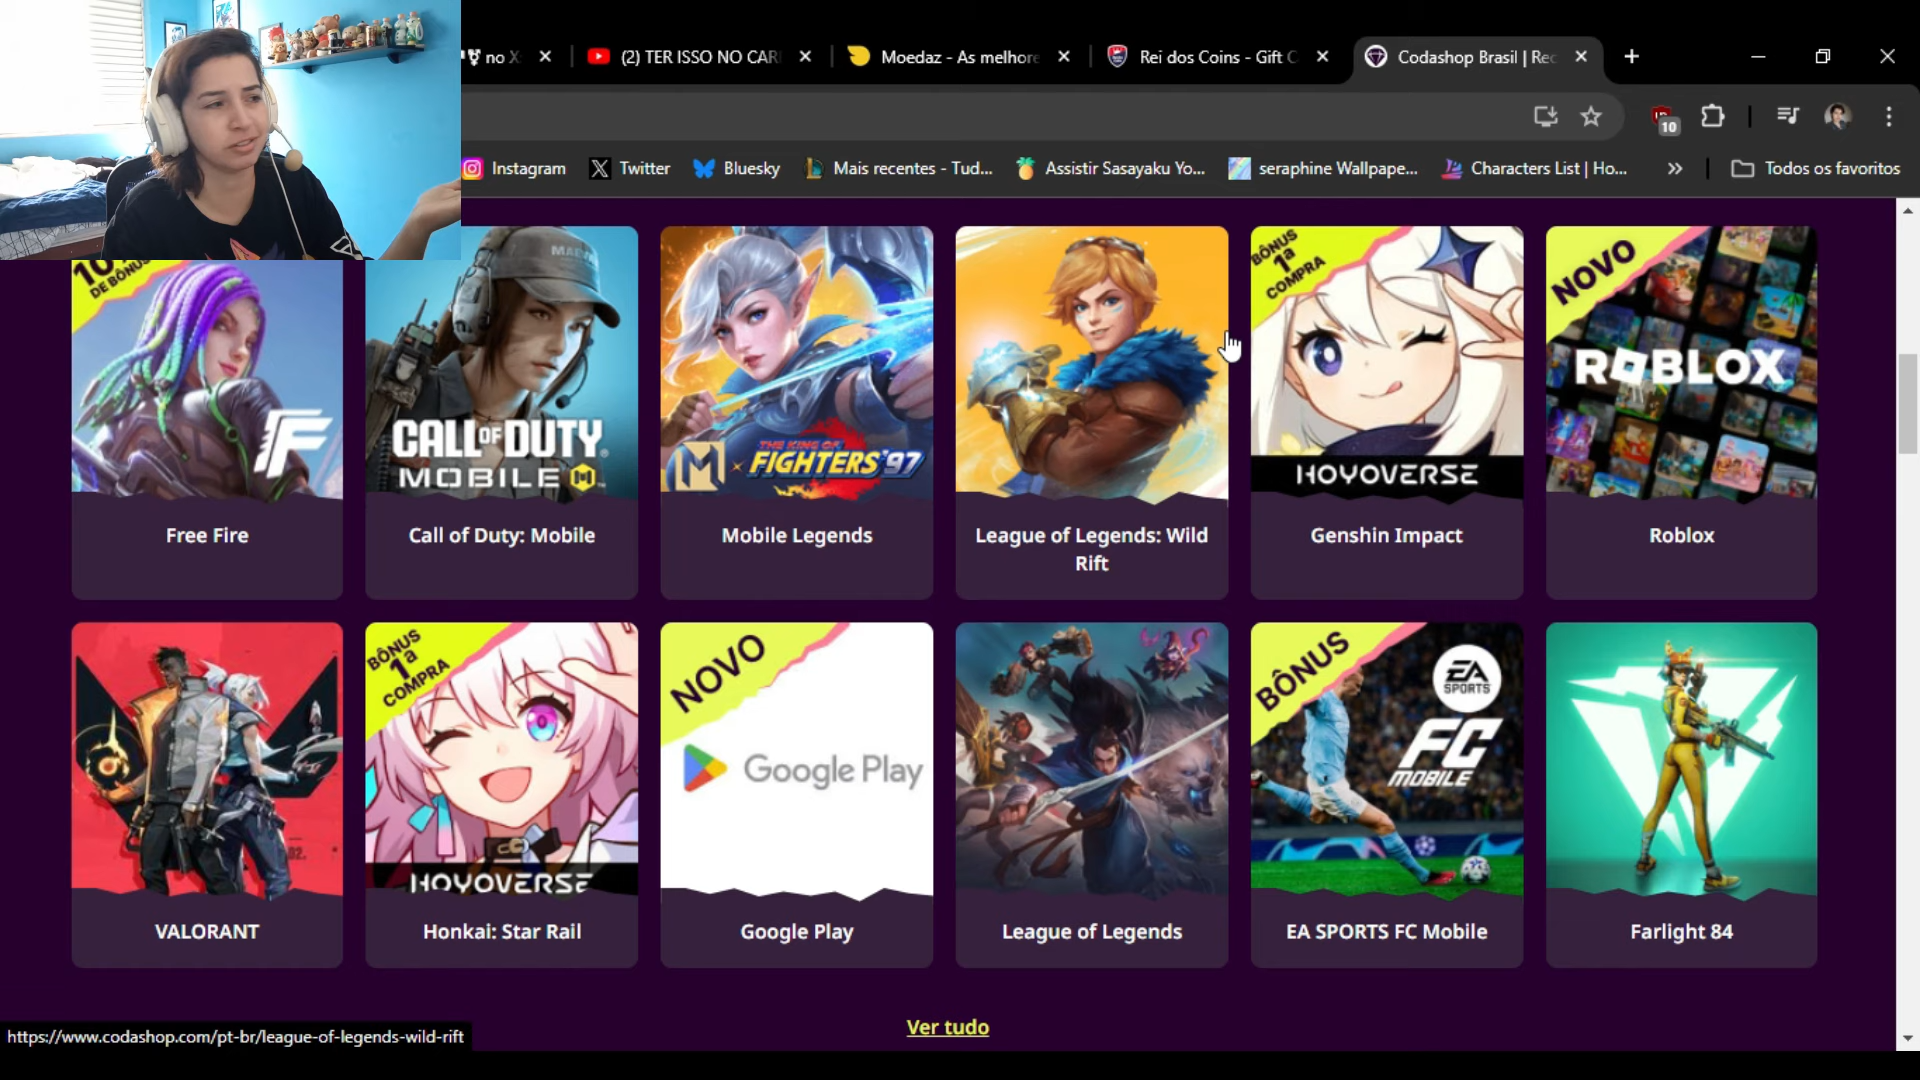 no X
(2) TER ISSO NO CAR
Moedaz - As melhore
Rei dos Coins - Gift C
Codashop Brasil | Rec
10
Instagram
Twitter
Bluesky
Mais recentes - Tud...
Assistir Sasayaku Yo...
seraphine Wallpape...
Characters List | Ho...
Todos os favoritos
DE BÔNUS
CALL OF DUTY
MOBILE
THE KING OF
FIGHTERS'97
BÔNUS
1ª
COMPRA
HOYOVERSE
NOVO
ROBLOX
Free Fire
Call of Duty: Mobile
Mobile Legends
League of Legends: Wild
Rift
Genshin Impact
Roblox
BÔNUS
1ª
COMPRA
HOYOVERSE
NOVO
Google Play
BÔNUS
EA
SPORTS
FC
MOBILE
VALORANT
Honkai: Star Rail
Google Play
League of Legends
EA SPORTS FC Mobile
Farlight 84
Ver tudo
https://www.codashop.com/pt-br/league-of-legends-wild-rift